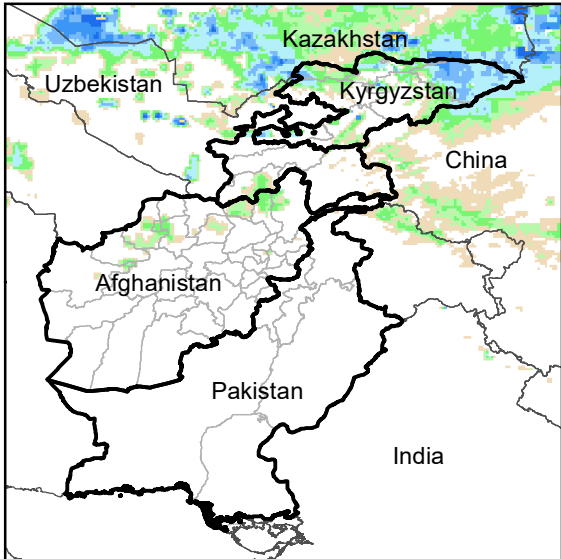 Kazakhstan
Uzbekistan
Kyrgyzstan
China
Afghanistan
Pakistan
India